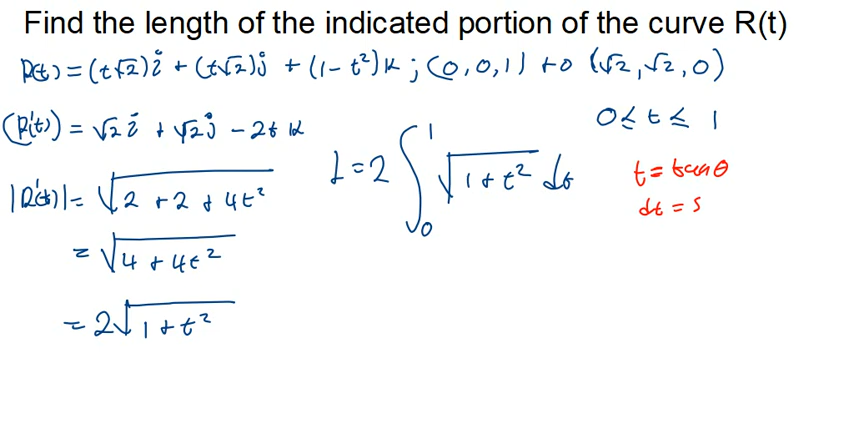 Find the length of the indicated portion of the curve R(t)
R(t) = (t√2)i + (t√2)j + (1 - t²)k ; (0,0,1) to (√2, √2, 0)
(R'(t)) = √2 i + √2 j - 2t k
0 ≤ t ≤ 1
|R'(t)| = √(2 + 2 + 4t²)
L = 2 ∫₀¹ √(1 + t²) dt
t = tanθ
dt = s
= √(4 + 4t²)
= 2√(1 + t²)